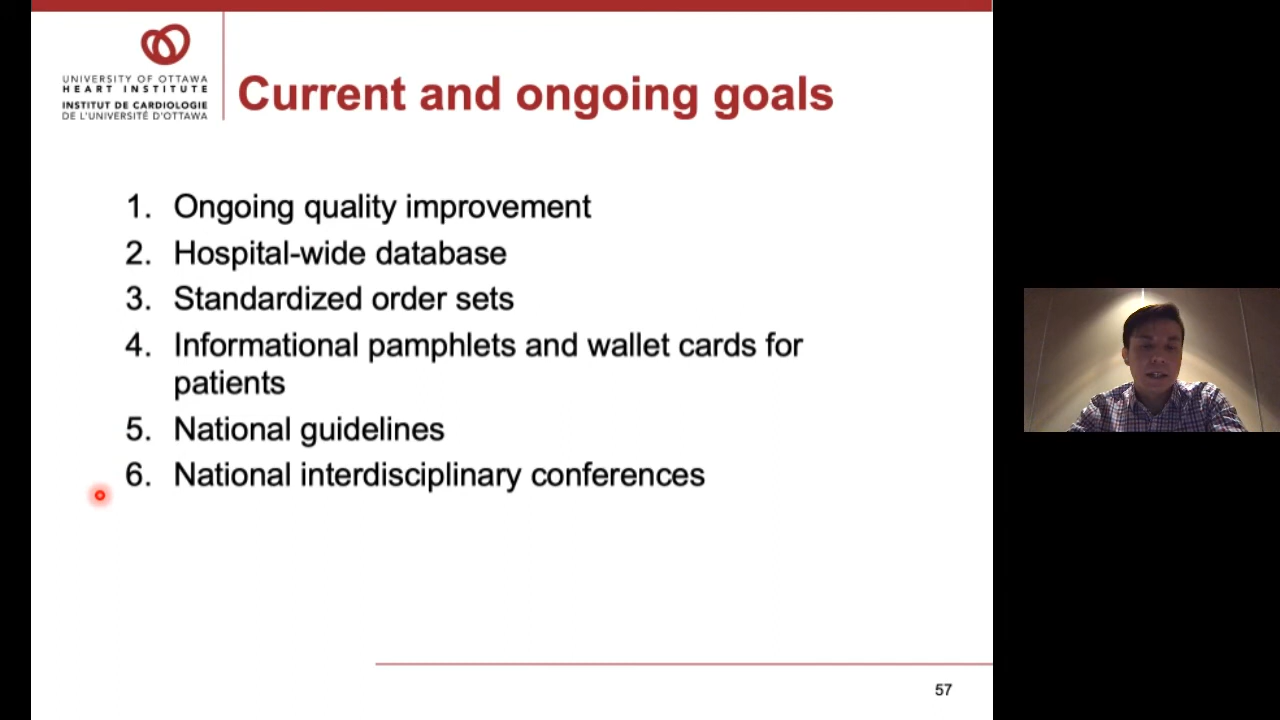 UNIVERSITY OF OTTAWA
HEART INSTITUTE
INSTITUT DE CARDIOLOGIE
DE L'UNIVERSITÉ D'OTTAWA
Current and ongoing goals
1. Ongoing quality improvement
2. Hospital-wide database
3. Standardized order sets
4. Informational pamphlets and wallet cards for
patients
5. National guidelines
6. National interdisciplinary conferences
57